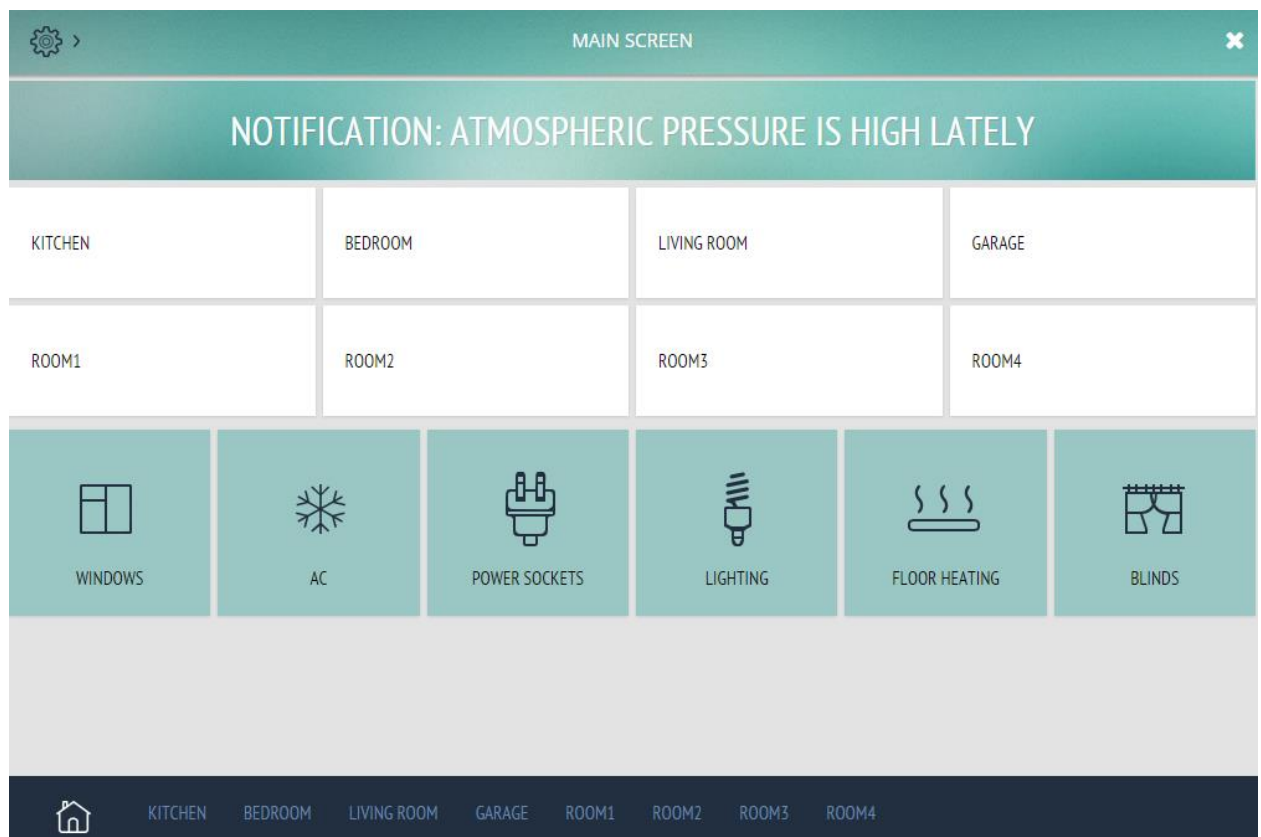 MAIN SCREEN
NOTIFICATION: ATMOSPHERIC PRESSURE IS HIGH LATELY
KITCHEN BEDROOM LIVING ROOM GARAGE
ROOM1 ROOM2 ROOM3 ROOM4
WINDOWS AC POWER SOCKETS LIGHTING FLOOR HEATING BLINDS
KITCHEN BEDROOM LIVING ROOM GARAGE ROOM1 ROOM2 ROOM3 ROOM4